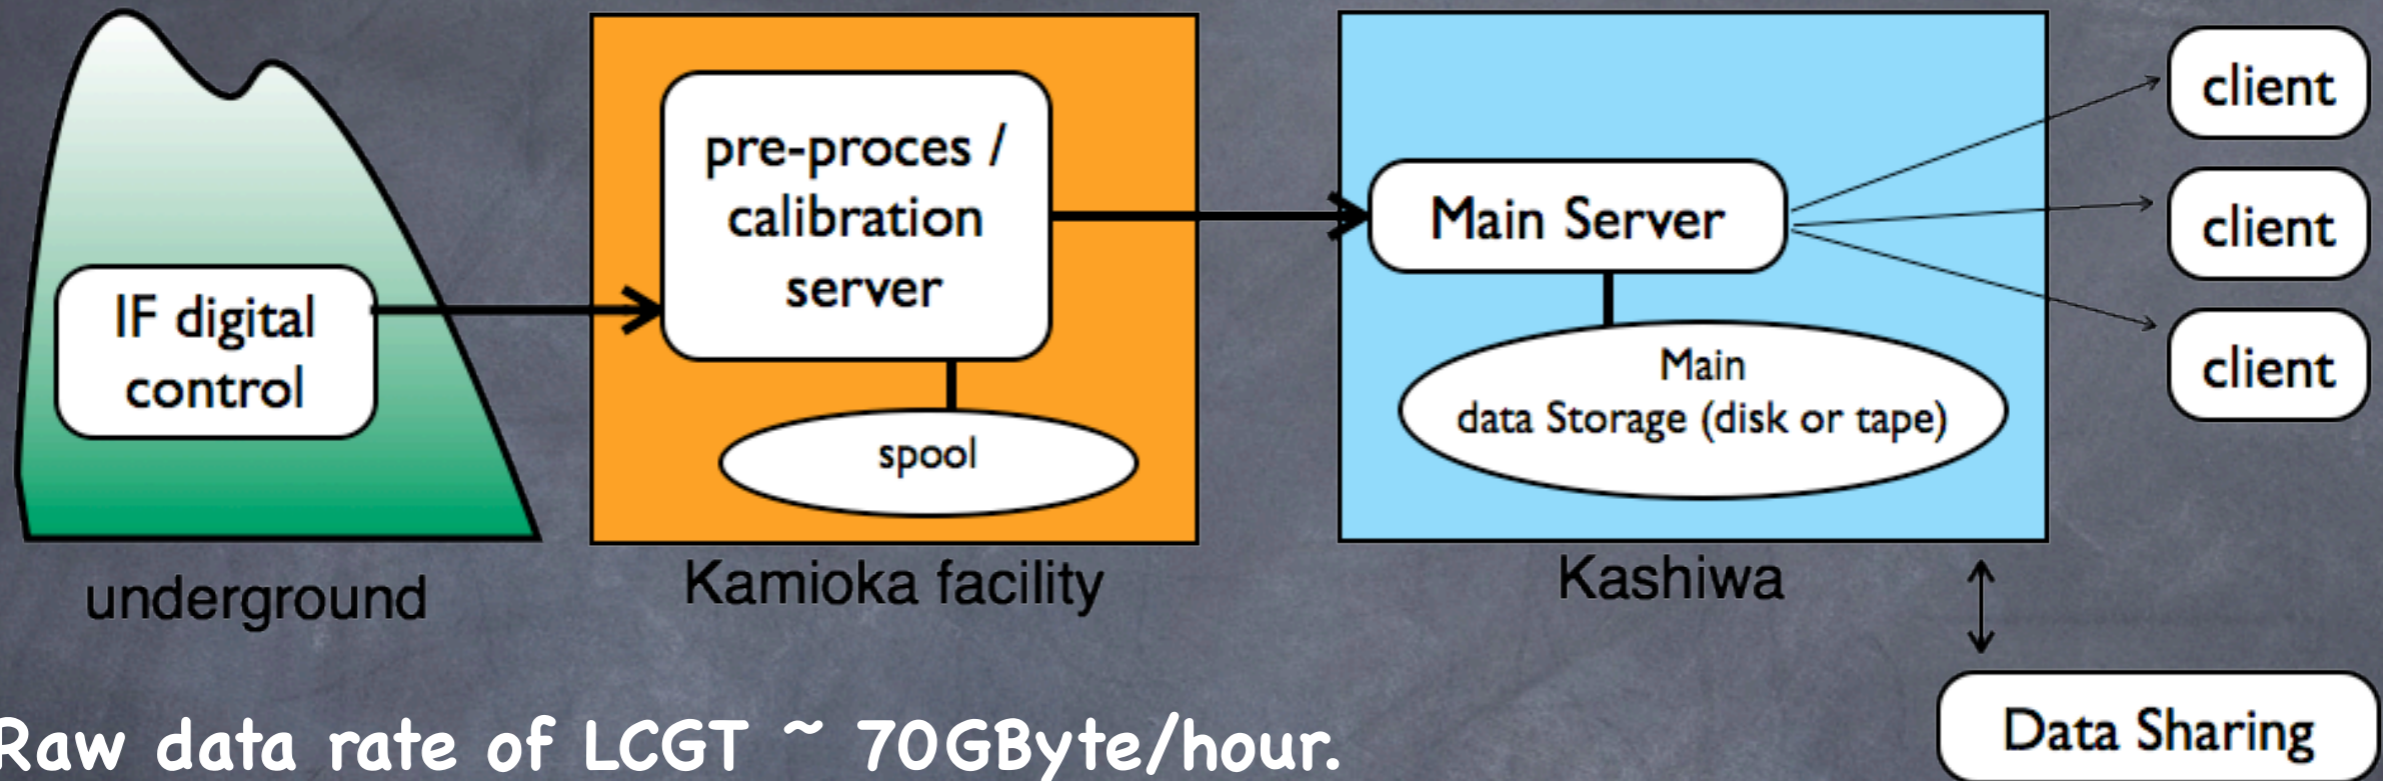 IF digital
control
underground
pre-proces /
calibration
server
spool
Kamioka facility
Main Server
Main
data Storage (disk or tape)
Kashiwa
client
client
client
Data Sharing
Raw data rate of LCGT ~ 70GByte/hour.